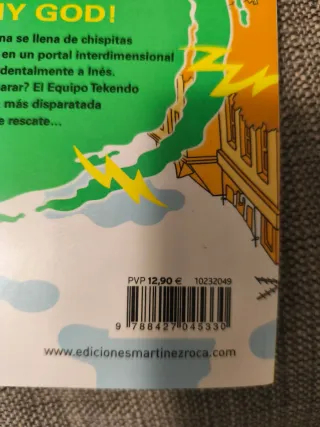 MY GOD!
na se llena de chispitas
en un portal interdimensional
dentalmente a Inés.
arar? El Equipo Tekendo
más disparatada
e rescate...
PVP 12,90 € 10232049
9 788427 045330
www.edicionesmartinezroca.com